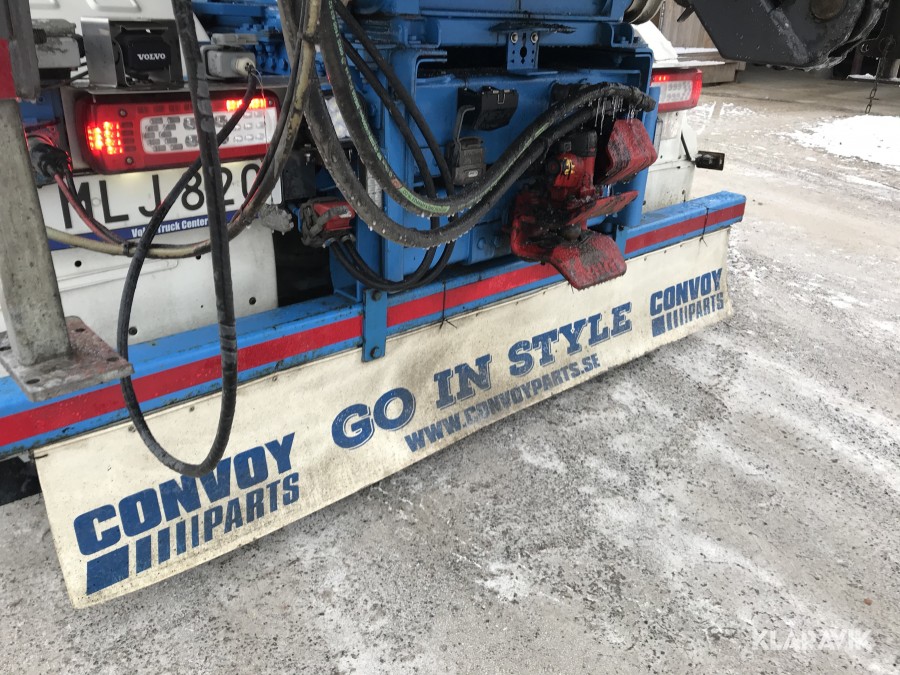 VOLVO
MLJ820
Volvo Truck Center
CONVOY
PARTS
GO IN STYLE
WWW.CONVOYPARTS.SE
CONVOY
PARTS
KLARAVIK